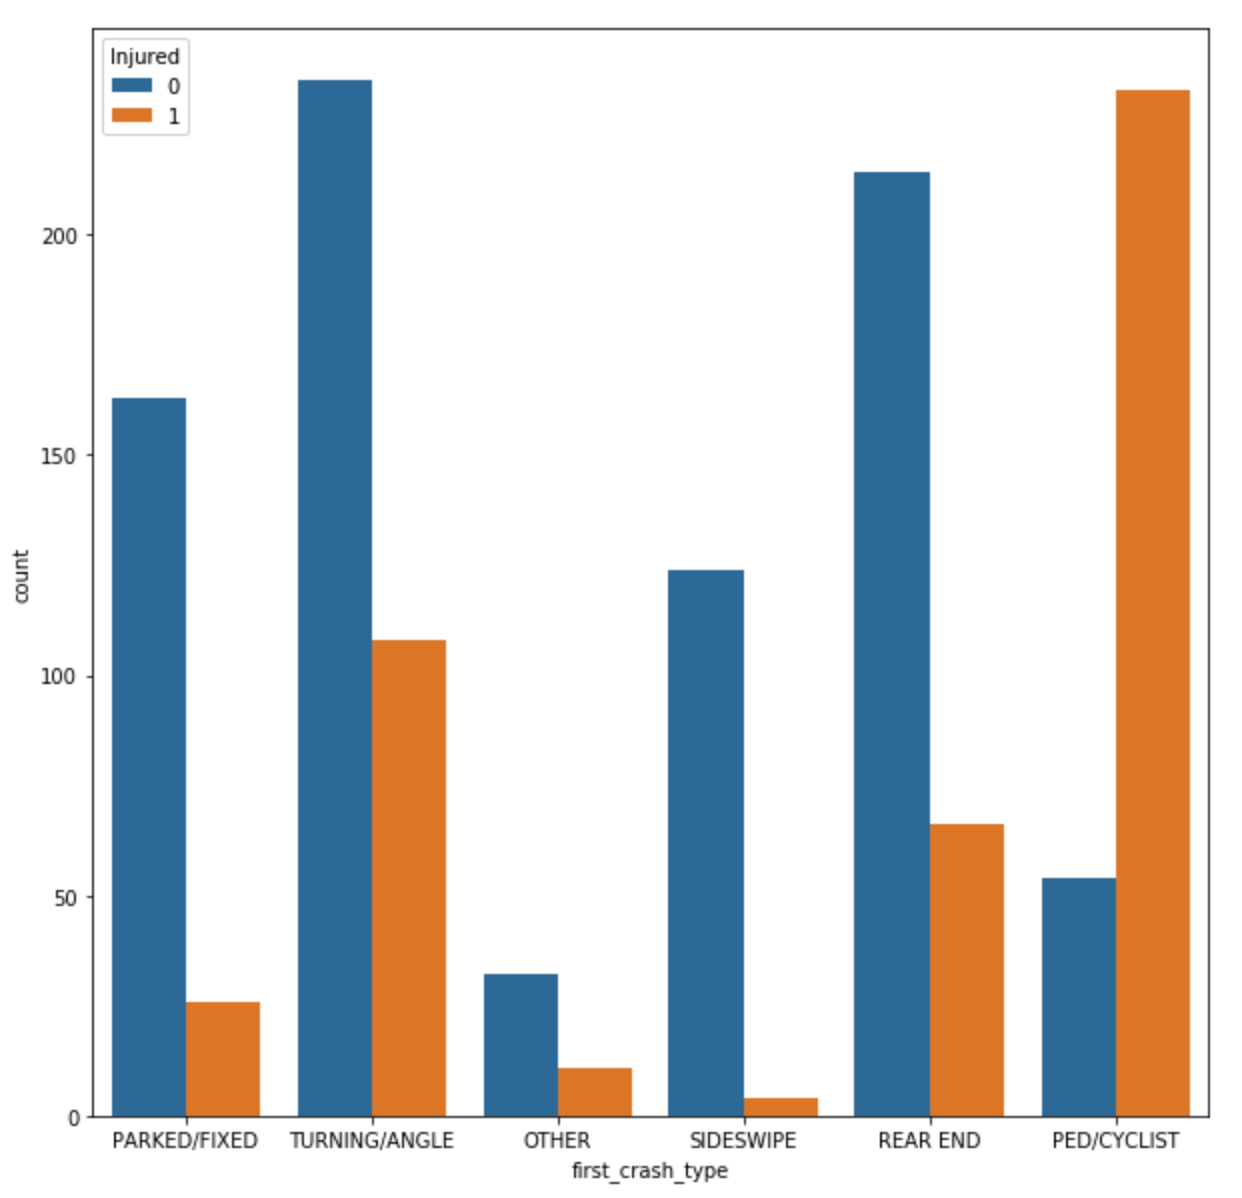 Injured
0
1
200
150
100
50
0
count
PARKED/FIXED TURNING/ANGLE OTHER SIDESWIPE REAR END PED/CYCLIST
first_crash_type